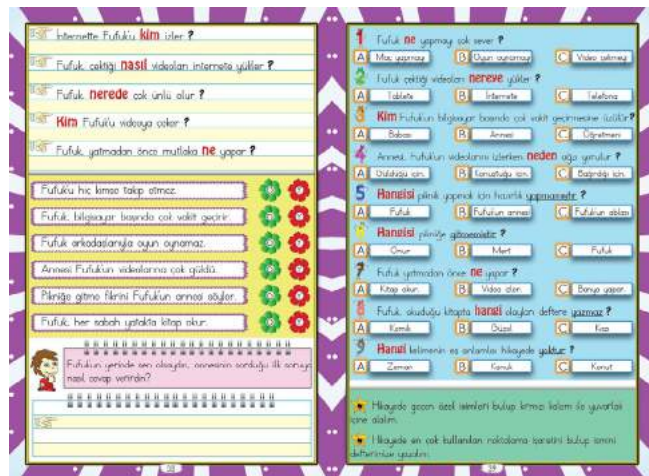 İnternette Fufuk'u kim izler ?
Fufuk, çektiği nasıl videoları internete yükler ?
Fufuk, nerede çok ünlü olur ?
Kim Fufuk'u videoya çeker ?
Fufuk, yatmadan önce mutlaka ne yapar ?
Fufuk'u hiç kimse takip etmez.
Fufuk, bilgisayar başında çok vakit geçirir.
Fufuk arkadaşlarıyla oyun oynamaz.
Annesi Fufuk'un videolarına çok güldü.
Pikniğe gitme fikrini Fufuk'un annesi söyler.
Fufuk, her sabah yatakta kitap okur.
Fufuk'un yerinde sen olsaydın, annesinin sorduğu ilk soruya
nasıl cevap verirdin?
1 Fufuk ne yapmayı çok sever ?
A Maç yapmayı B Oyun oynamayı C Video çekmeyi
2 Fufuk çektiği videoları nereye yükler ?
A Tablete B İnternete C Telefona
3 Kim Fufuk'un bilgisayar başında çok vakit geçirmesine üzülür?
A Babası B Annesi C Öğretmeni
4 Annesi, Fufuk'un videolarını izlerken neden ağzı yorulur ?
A Güldüğü için. B Konuştuğu için. C Bağırdığı için.
5 Hangisi piknik yapmak için hazırlık yapmamıştır ?
A Fufuk B Fufuk'un annesi C Fufuk'un ablası
6 Hangisi pikniğe gitmemiştir ?
A Onur B Mert C Fufuk
7 Fufuk yatmadan önce ne yapar ?
A Kitap okur. B Video izler. C Banyo yapar.
8 Fufuk, okuduğu kitapta hangi olayları deftere yazmaz ?
A Komik B Güzel C Kısa
9 Hangi kelimenin eş anlamlısı hikayede yoktur ?
A Zaman B Konuk C Konut
Hikayede geçen özel isimleri bulup kırmızı kalem ile yuvarlak
içine alalım.
Hikayede en çok kullanılan noktalama işaretini bulup ismini
defterimize yazalım.